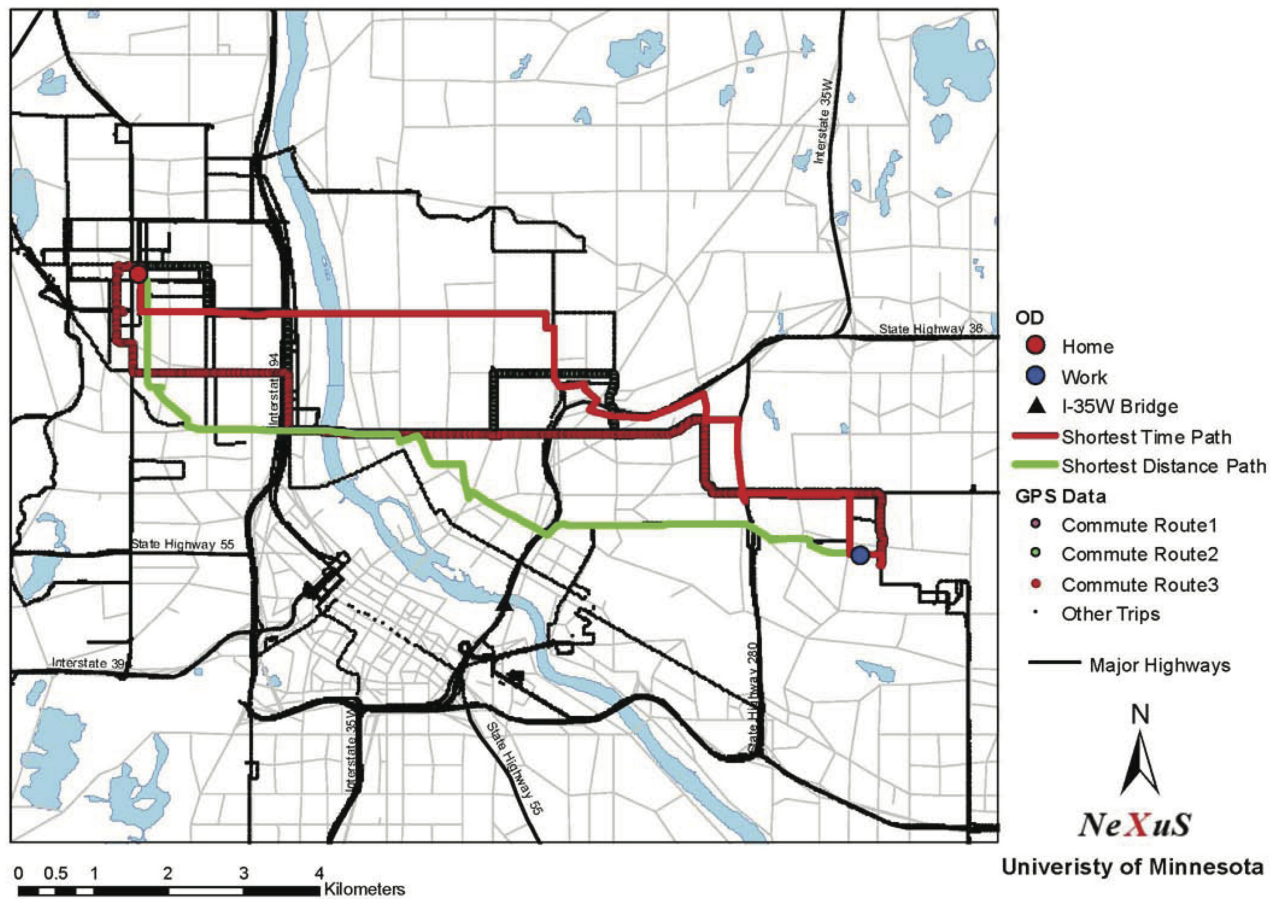 Interstate 35W
State Highway 36
Interstate 94
State Highway 55
Interstate 39
Interstate 35W
State Highway 55
State Highway 280
OD
Home
Work
I-35W Bridge
Shortest Time Path
Shortest Distance Path
GPS Data
Commute Route1
Commute Route2
Commute Route3
Other Trips
Major Highways
N
NeXuS
Univeristy of Minnesota
0 0.5 1 2 3 4
Kilometers